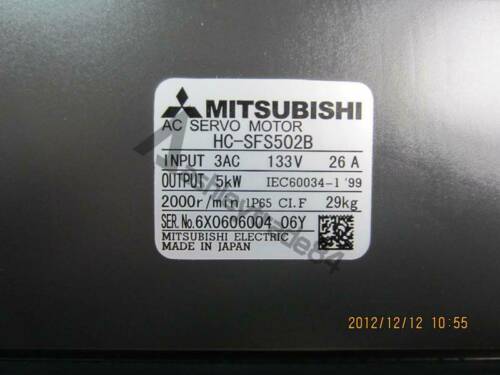 MITSUBISHI
AC SERVO MOTOR
HC-SFS502B
INPUT 3AC 133V 26 A
OUTPUT 5kW IEC60034-1 '99
2000r/min IP65 CI.F 29kg
SER.No.6X0606004 06Y
MITSUBISHI ELECTRIC
MADE IN JAPAN
2012/12/12 10:55